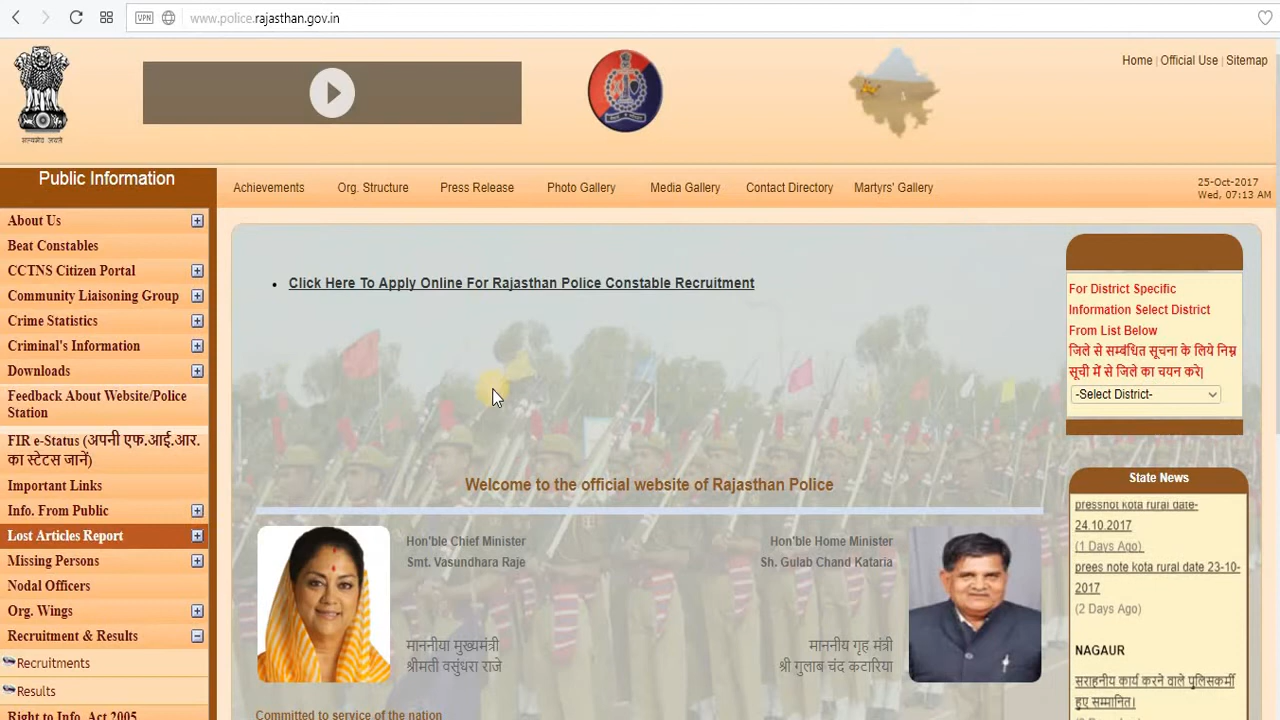 VPN www.police.rajasthan.gov.in
सत्यमेव जयते
Home | Official Use | Sitemap
Public Information
Achievements Org. Structure Press Release Photo Gallery Media Gallery Contact Directory Martyrs' Gallery
25-Oct-2017
Wed, 07:13 AM
About Us
Beat Constables
CCTNS Citizen Portal
Community Liaisoning Group
Crime Statistics
Criminal's Information
Downloads
Feedback About Website/Police
Station
FIR e-Status (अपनी एफ.आई.आर.
का स्टेटस जानें)
Important Links
Info. From Public
Lost Articles Report
Missing Persons
Nodal Officers
Org. Wings
Recruitment & Results
Recruitments
Results
Right to Info. Act 2005
Click Here To Apply Online For Rajasthan Police Constable Recruitment
Welcome to the official website of Rajasthan Police
Hon'ble Chief Minister
Smt. Vasundhara Raje
माननीया मुख्यमंत्री
श्रीमती वसुंधरा राजे
Hon'ble Home Minister
Sh. Gulab Chand Kataria
माननीय गृह मंत्री
श्री गुलाब चंद कटारिया
Committed to service of the nation
For District Specific
Information Select District
From List Below
जिले से सम्बंधित सूचना के लिये निम्न
सूची में से जिले का चयन करे|
-Select District-
State News
pressnot kota rural date-
24.10.2017
(1 Days Ago)
prees note kota rural date 23-10-
2017
(2 Days Ago)
NAGAUR
सराहनीय कार्य करने वाले पुलिसकर्मी
हुए सम्मानित।